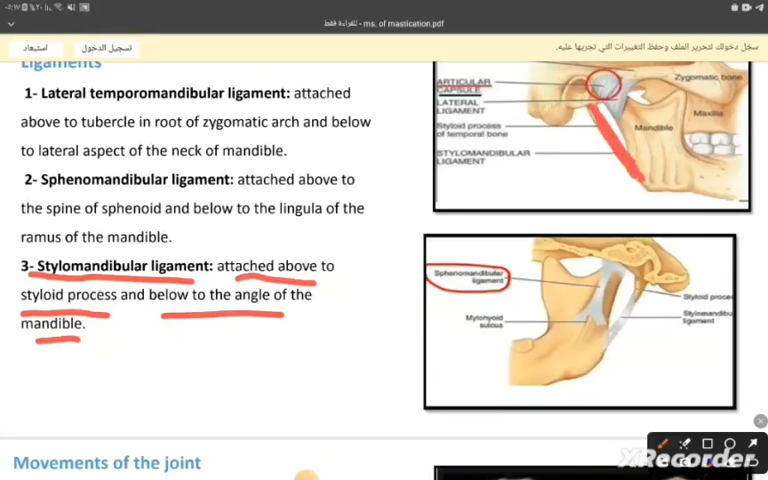 ms. of mastication.pdf - للقراءة فقط
سجّل دخولك لتحرير الملف وحفظ التغييرات التي تجريها عليه.
تسجيل الدخول
استبعاد
Ligaments
1- Lateral temporomandibular ligament: attached
above to tubercle in root of zygomatic arch and below
to lateral aspect of the neck of mandible.
2- Sphenomandibular ligament: attached above to
the spine of sphenoid and below to the lingula of the
ramus of the mandible.
3- Stylomandibular ligament: attached above to
styloid process and below to the angle of the
mandible.
ARTICULAR
CAPSULE
LATERAL
LIGAMENT
Styloid process
of temporal bone
STYLOMANDIBULAR
LIGAMENT
Zygomatic bone
Maxilla
Mandible
Sphenomandibular
ligament
Mylohyoid
sulcus
Styloid proce
Stylomandibu
ligament
Movements of the joint
XRecorder